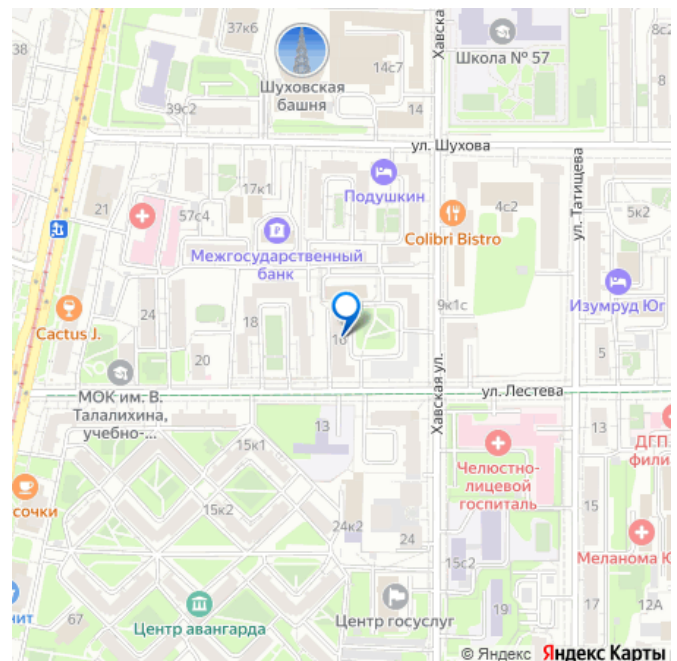 37к6
Хавска
8с2
38
Школа № 57
14с7
8
Шуховская
башня
39с2
14
ул. Шухова
ул. Татищева
17к1
Подушкин
21
57с4
4с2
5к2
Colibri Bistro
Межгосударственный
банк
Изумруд Юг
9к1с
24
18
16
Cactus J.
20
5
Хавская ул.
ул. Лестева
МОК им. В.
Талалихина,
учебно-...
13
13
ДГП
фили
15к1
Челюстно-
лицевой
госпиталь
сочки
15к2
15
24к2
24
Меланома К
15с2
Центр госуслуг
нит
67
Центр авангарда
19
17
12А
© Яндекс Яндекс Карты